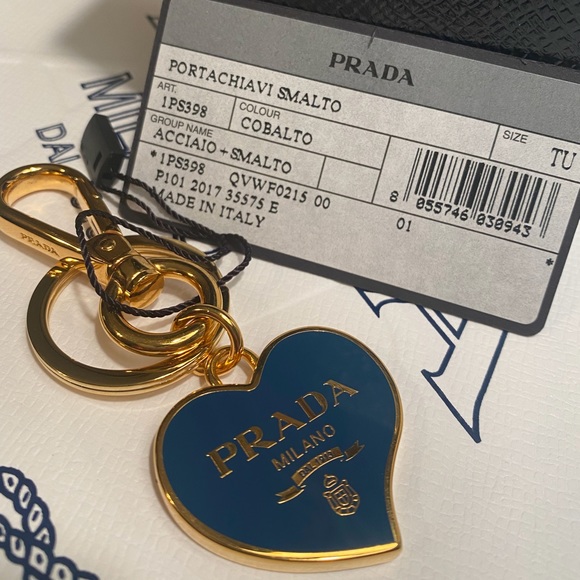 PRADA
PORTACHIAVI SMALTO
ART.
1PS398
COLOUR
COBALTO
SIZE
TU
GROUP NAME
ACCIAIO+SMALTO
*1PS398 QVWF0215 00
P101 2017 35575 E
MADE IN ITALY
8 055746 030943
01
*
PRADA
PRADA
MILANO